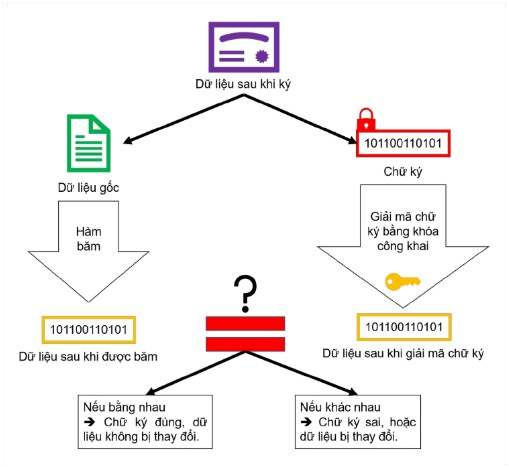 Dữ liệu sau khi ký
101100110101
Dữ liệu gốc
Chữ ký
Hàm
băm
Giải mã chữ
ký bằng khóa
công khai
?
101100110101
101100110101
Dữ liệu sau khi được băm
Dữ liệu sau khi giải mã chữ ký
Nếu bằng nhau
➔ Chữ ký đúng, dữ
liệu không bị thay đổi.
Nếu khác nhau
➔ Chữ ký sai, hoặc
dữ liệu bị thay đổi.